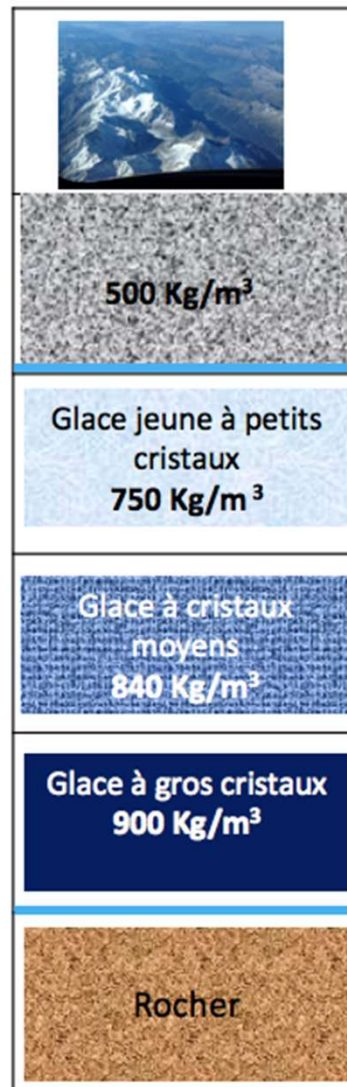 500 Kg/m³
Glace jeune à petits
cristaux
750 Kg/m³
Glace à cristaux
moyens
840 Kg/m³
Glace à gros cristaux
900 Kg/m³
Rocher